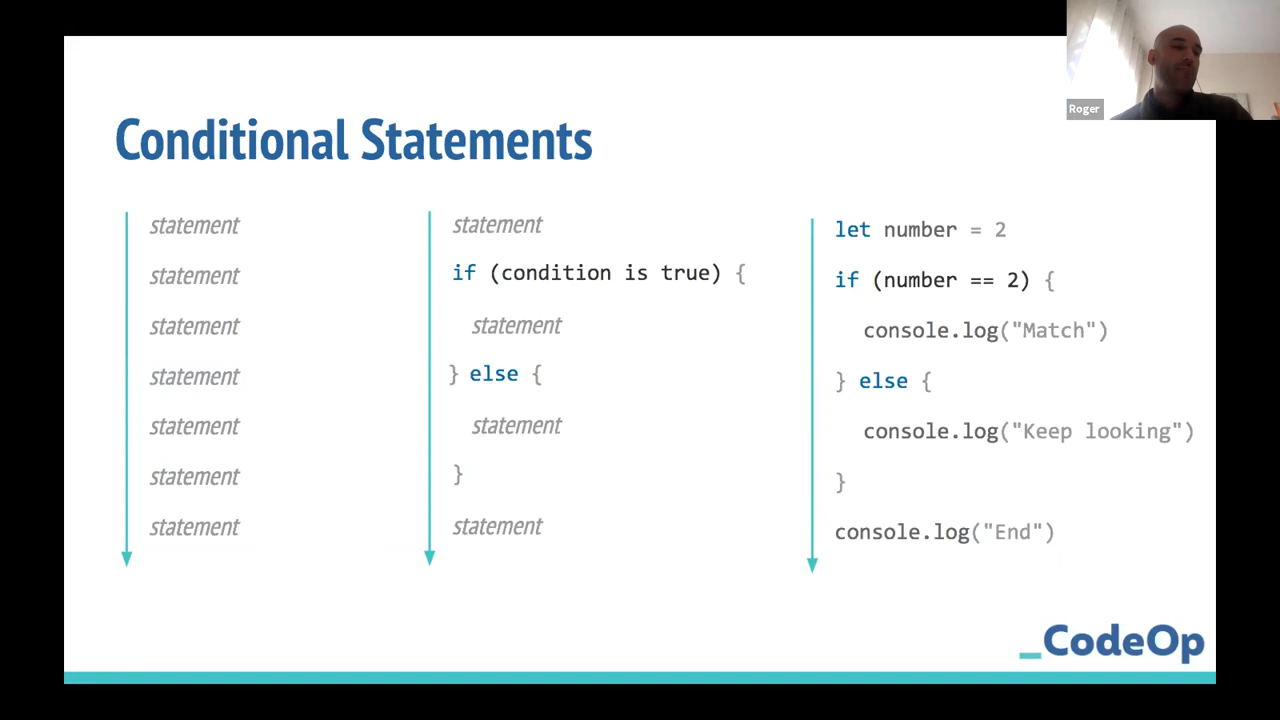 Roger
Conditional Statements
statement
statement
statement
statement
statement
statement
statement
statement
if (condition is true) {
statement
} else {
statement
}
statement
let number = 2
if (number == 2) {
console.log("Match")
} else {
console.log("Keep looking")
}
console.log("End")
_CodeOp